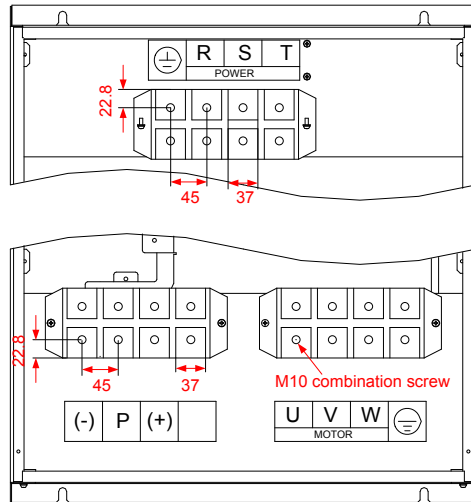 R S T
POWER
22.8
45 37
22.8
45 37
M10 combination screw
(-) P (+)
U V W
MOTOR